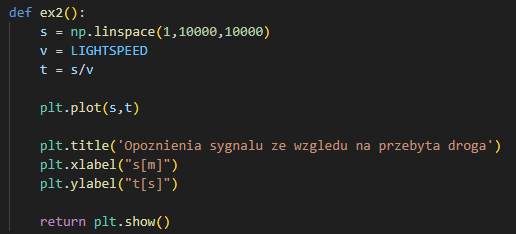 def ex2():
    s = np.linspace(1,10000,10000)
    v = LIGHTSPEED
    t = s/v
    plt.plot(s,t)
    plt.title('Opoznienia sygnalu ze wzgledu na przebyta droga')
    plt.xlabel("s[m]")
    plt.ylabel("t[s]")
    return plt.show()